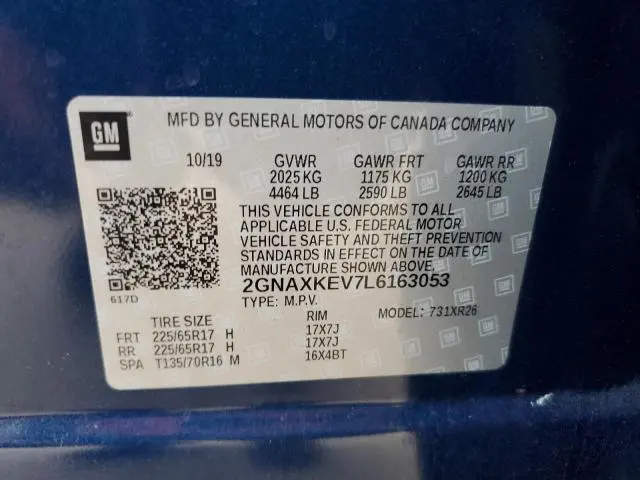 GM
MFD BY GENERAL MOTORS OF CANADA COMPANY
10/19 GVWR GAWR FRT GAWR RR
2025 KG 1175 KG 1200 KG
4464 LB 2590 LB 2645 LB
THIS VEHICLE CONFORMS TO ALL
APPLICABLE U.S. FEDERAL MOTOR
VEHICLE SAFETY AND THEFT PREVENTION
STANDARDS IN EFFECT ON THE DATE OF
MANUFACTURE SHOWN ABOVE.
617D
2GNAXKEV7L6163053
TYPE: M.P.V. MODEL: 731XR26
TIRE SIZE RIM
FRT 225/65R17 H 17X7J
RR 225/65R17 H 17X7J
SPA T135/70R16 M 16X4BT